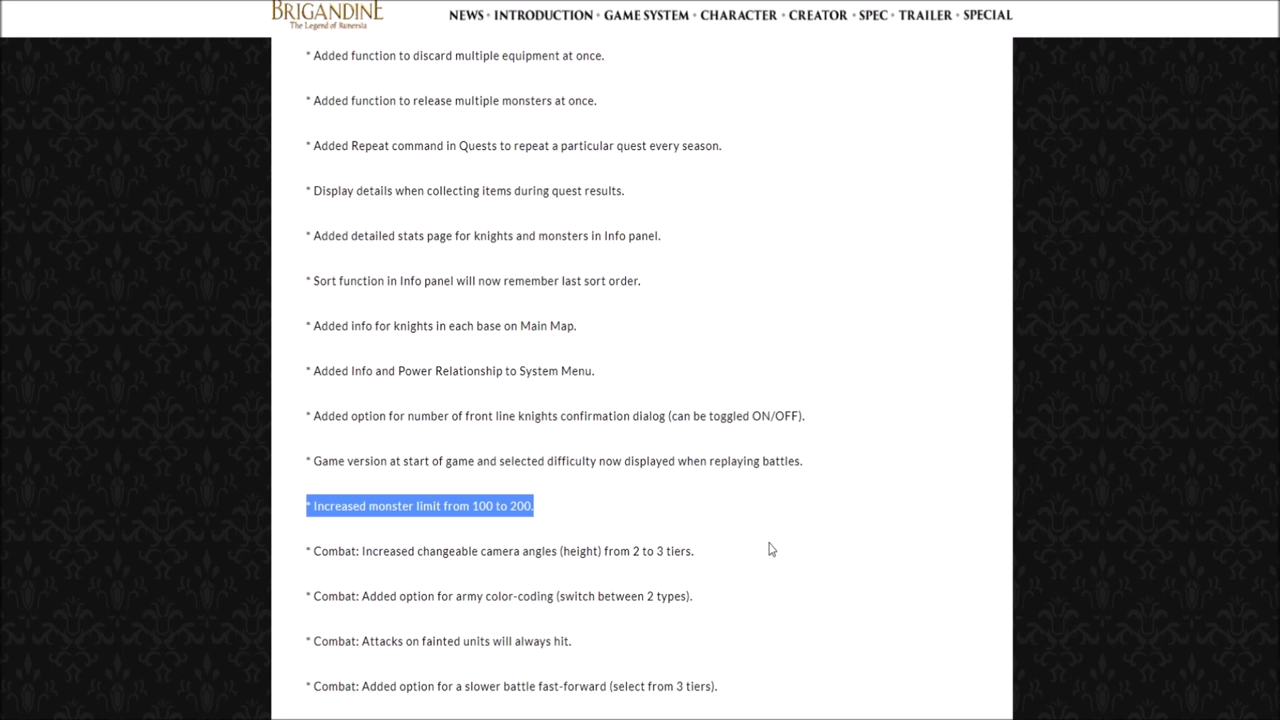 BRIGANDINE
The Legend of Runersia
NEWS • INTRODUCTION • GAME SYSTEM • CHARACTER • CREATOR • SPEC • TRAILER • SPECIAL
* Added function to discard multiple equipment at once.
* Added function to release multiple monsters at once.
* Added Repeat command in Quests to repeat a particular quest every season.
* Display details when collecting items during quest results.
* Added detailed stats page for knights and monsters in Info panel.
* Sort function in Info panel will now remember last sort order.
* Added info for knights in each base on Main Map.
* Added Info and Power Relationship to System Menu.
* Added option for number of front line knights confirmation dialog (can be toggled ON/OFF).
* Game version at start of game and selected difficulty now displayed when replaying battles.
* Increased monster limit from 100 to 200.
* Combat: Increased changeable camera angles (height) from 2 to 3 tiers.
* Combat: Added option for army color-coding (switch between 2 types).
* Combat: Attacks on fainted units will always hit.
* Combat: Added option for a slower battle fast-forward (select from 3 tiers).